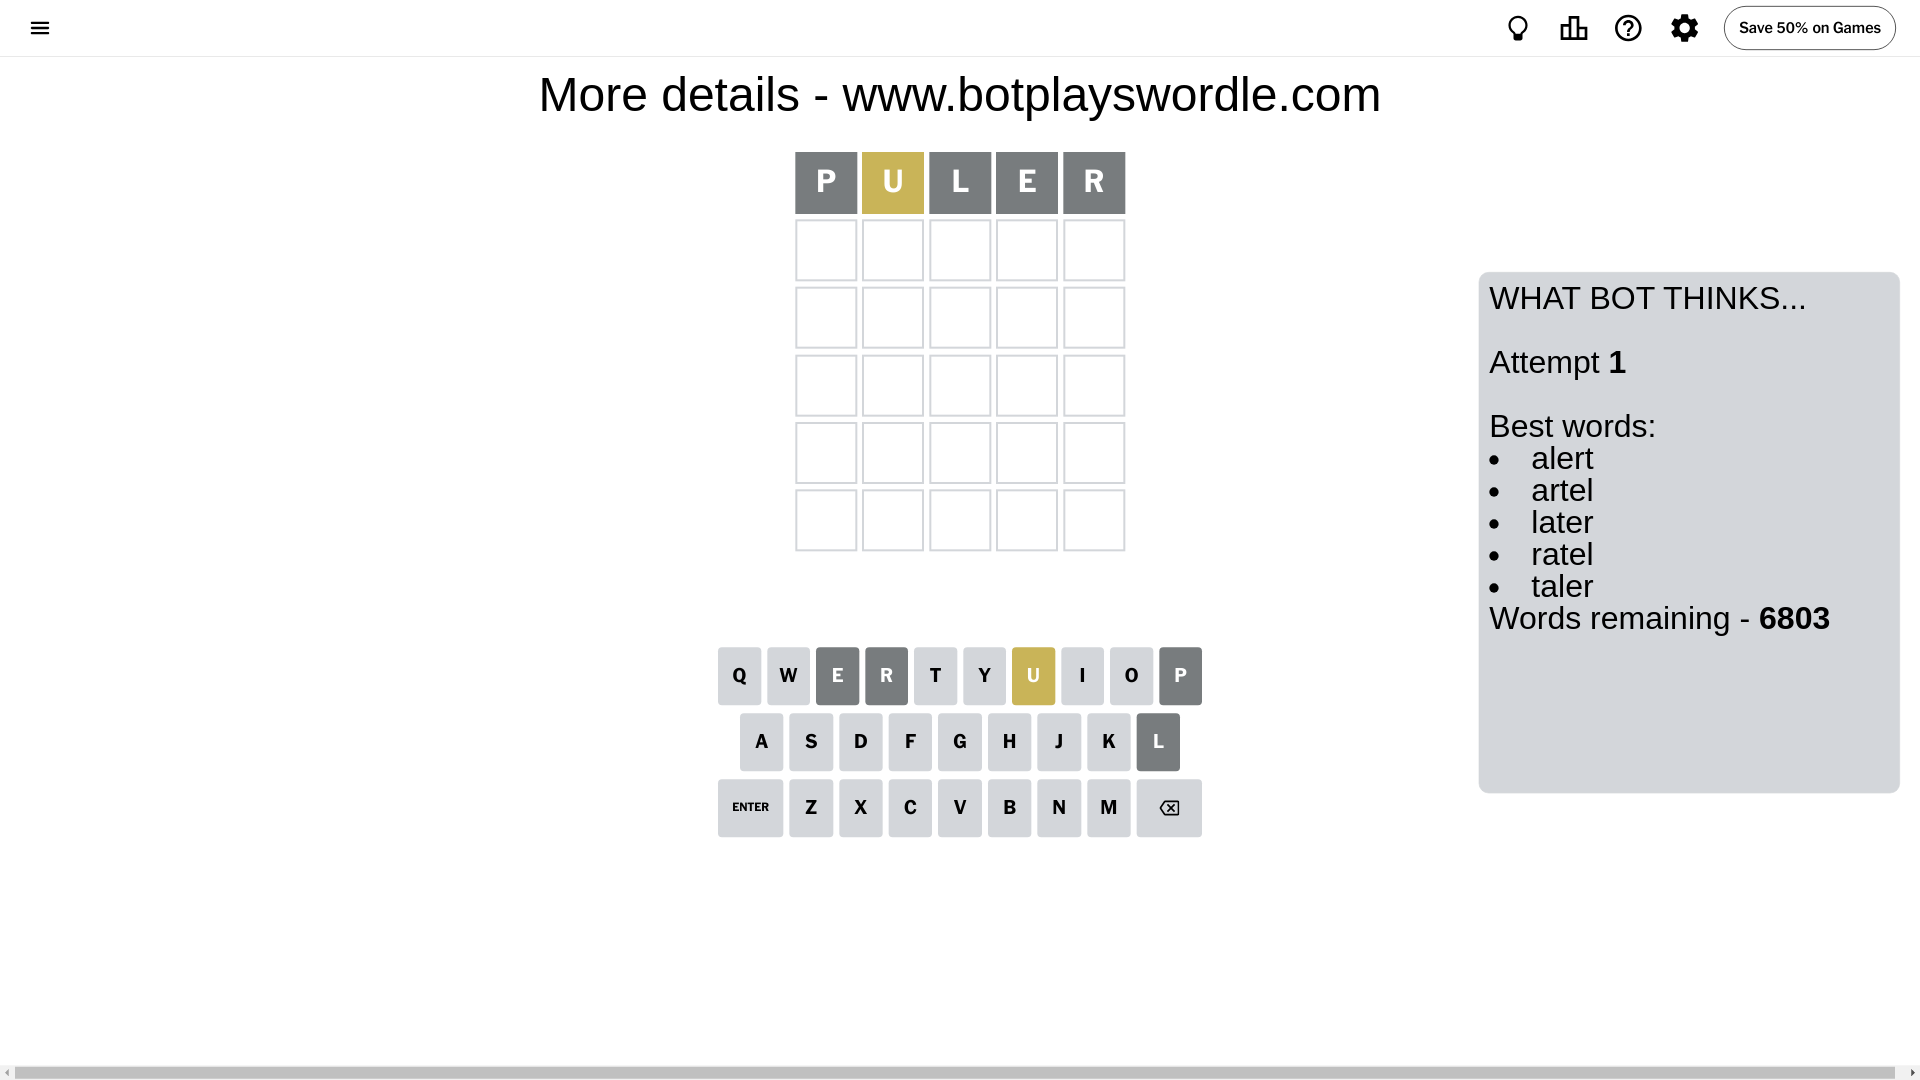 Save 50% on Games
More details - www.botplayswordle.com
P U L E R
WHAT BOT THINKS...
Attempt 1
Best words:
• alert
• artel
• later
• ratel
• taler
Words remaining - 6803
Q W E R T Y U I O P
A S D F G H J K L
ENTER Z X C V B N M